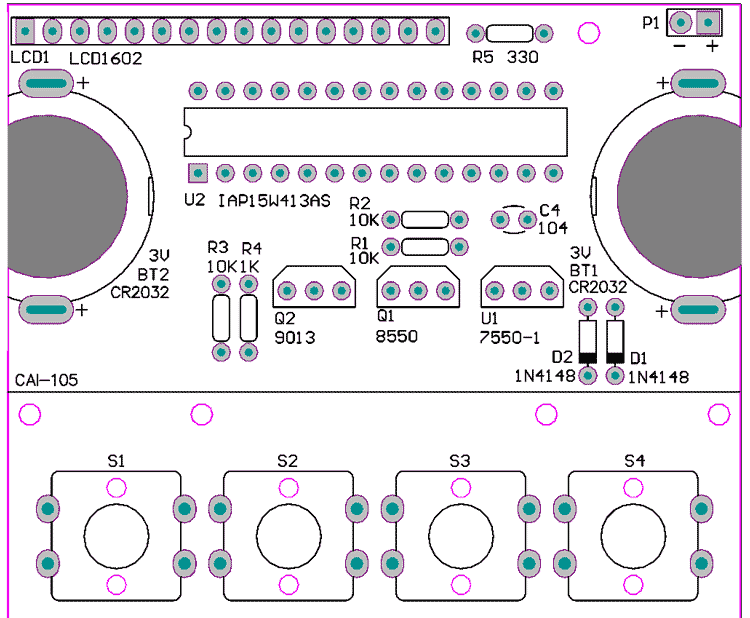 P1
− +
LCD1 LCD1602
R5 330
+
+
U2 IAP15W413AS
R2
10K
C4
104
R1
10K
3V
BT2
CR2032
R3 R4
10K 1K
3V
BT1
CR2032
+
+
Q2
9013
Q1
8550
U1
7550-1
D2
1N4148
D1
1N4148
CAI-105
S1
S2
S3
S4